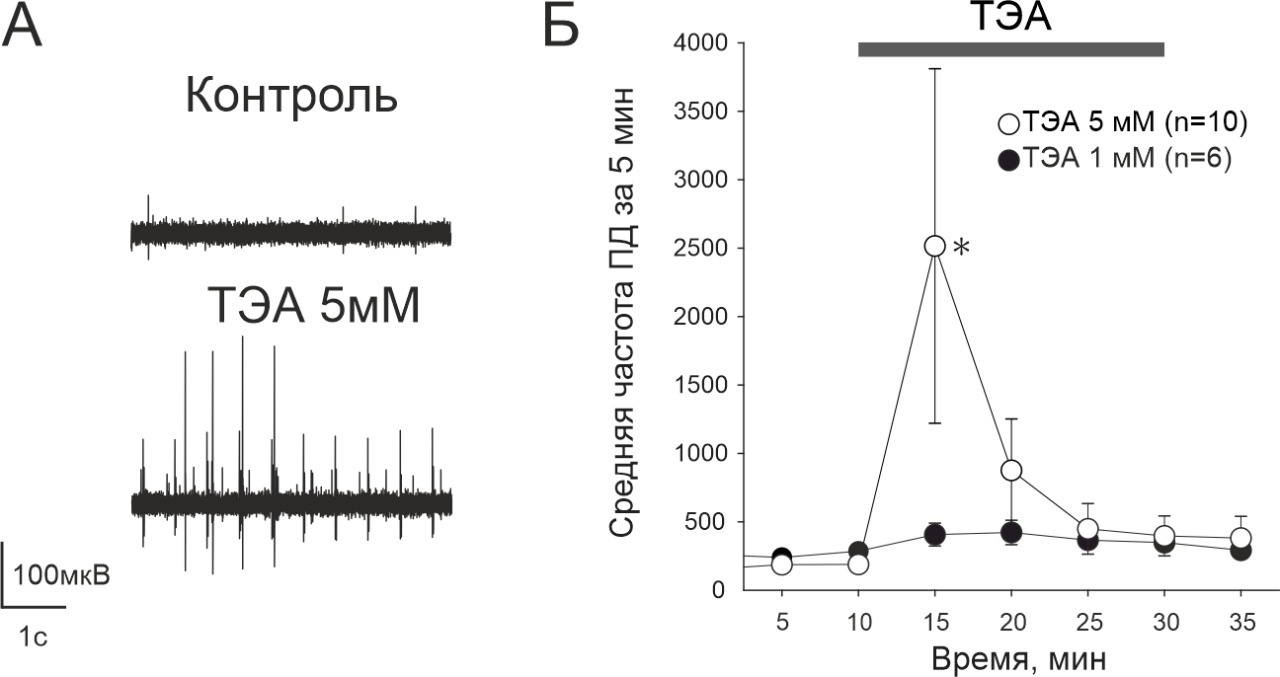 А
Контроль
ТЭА 5мМ
100мкВ
1с
Б
ТЭА
ТЭА 5 мМ (n=10)
ТЭА 1 мМ (n=6)
*
Средняя частота ПД за 5 мин
4000
3500
3000
2500
2000
1500
1000
500
0
5 10 15 20 25 30 35
Время, мин